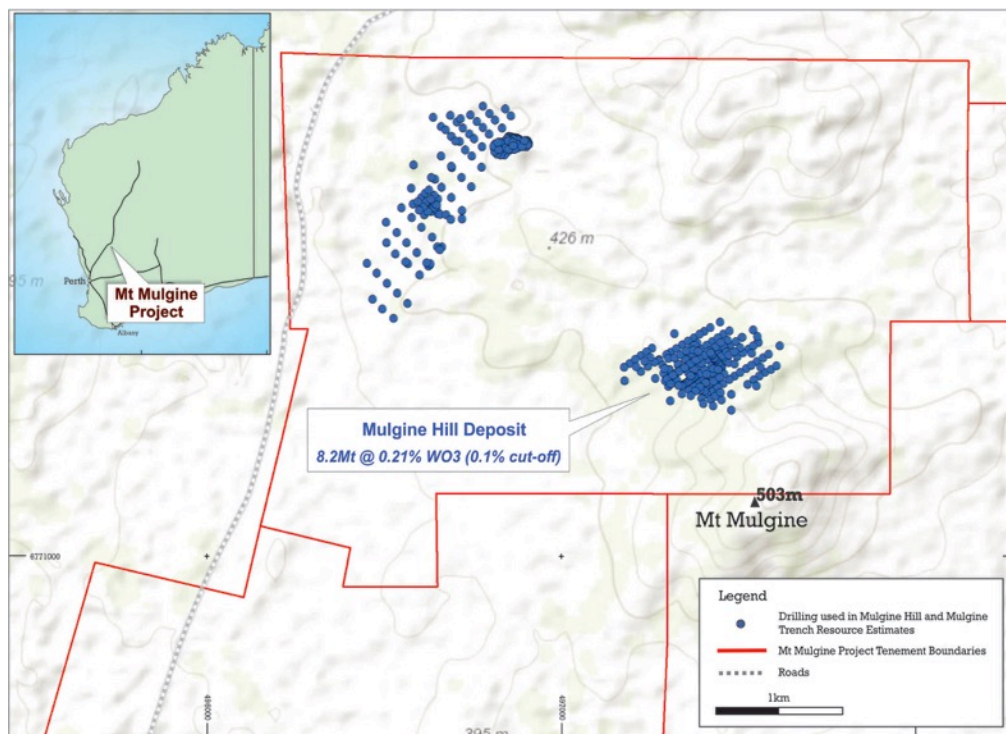 Perth
Albany
Mt Mulgine
Project
95 m
426 m
Mulgine Hill Deposit
8.2Mt @ 0.21% WO3 (0.1% cut-off)
503m
Mt Mulgine
6771000
492000
395 m
Legend
Drilling used in Mulgine Hill and Mulgine
Trench Resource Estimates
Mt Mulgine Project Tenement Boundaries
Roads
1km